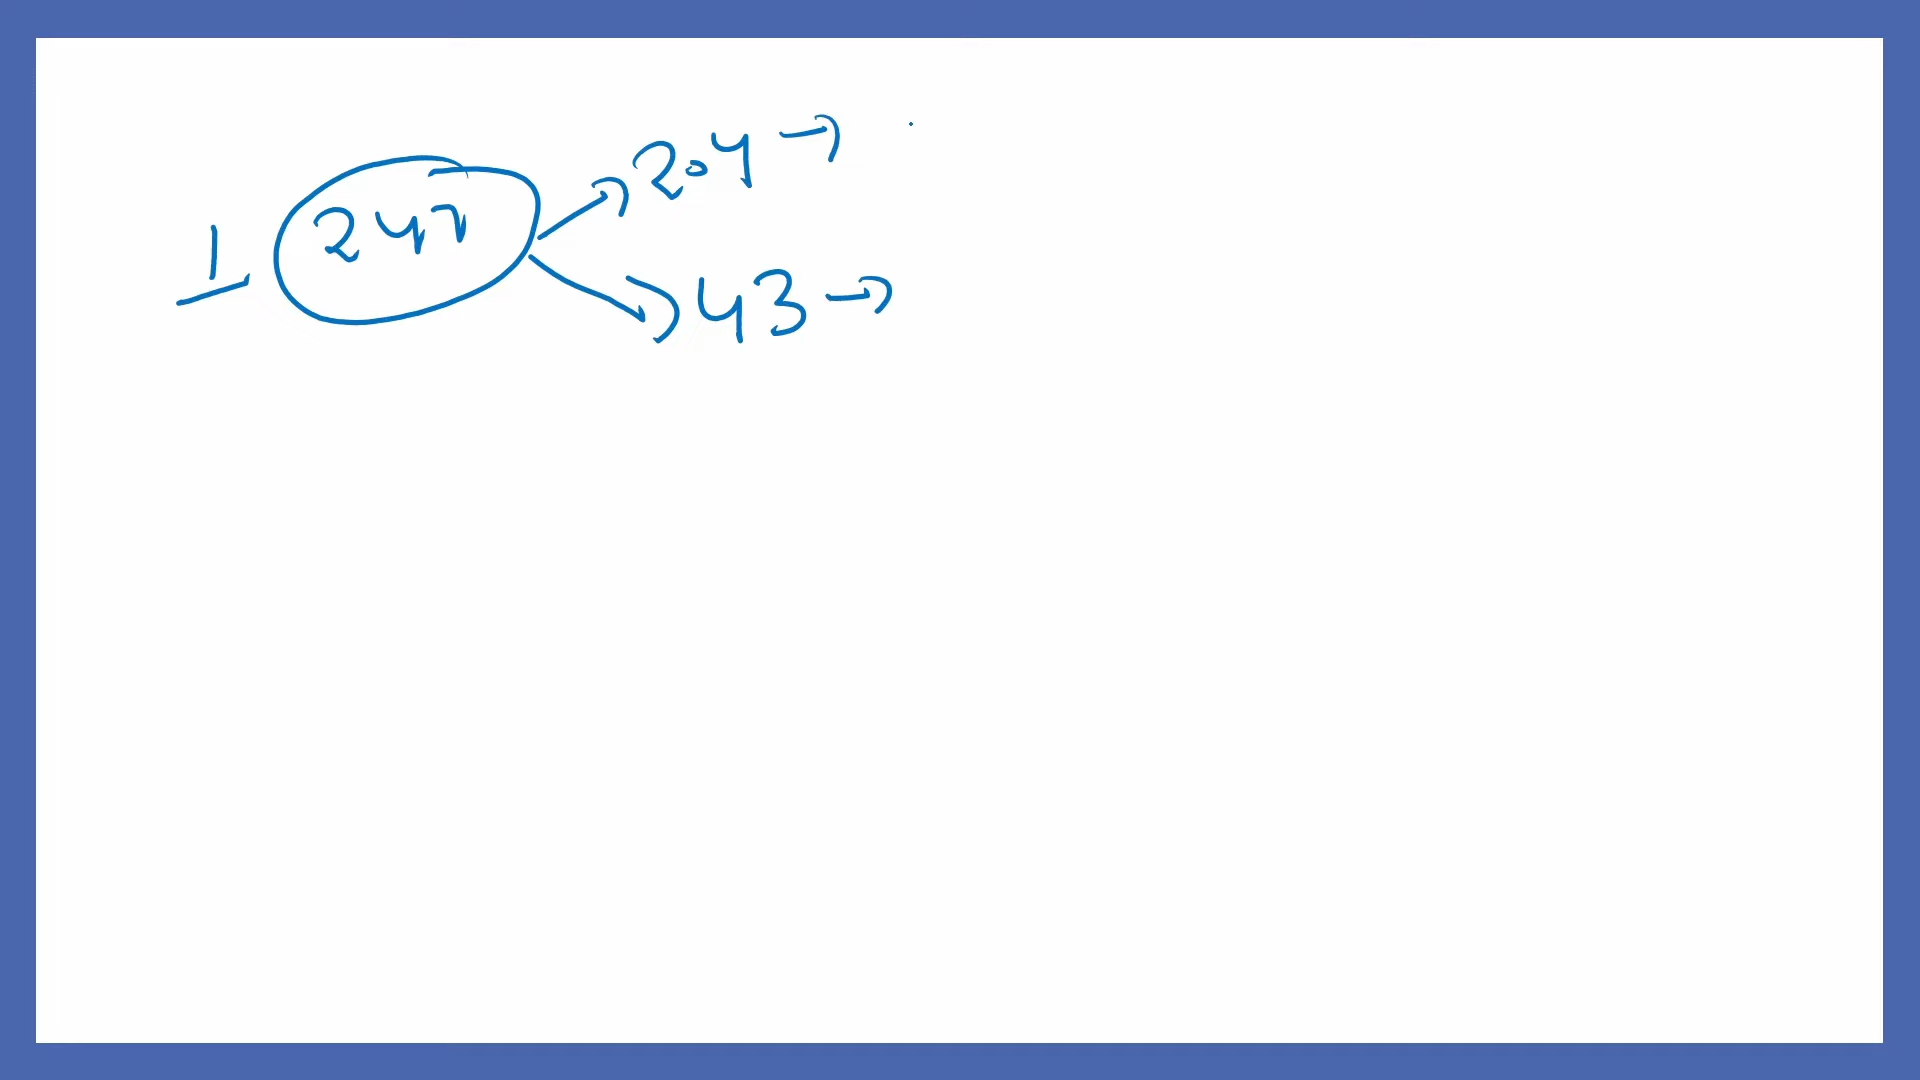 204 →
1 247
43 →